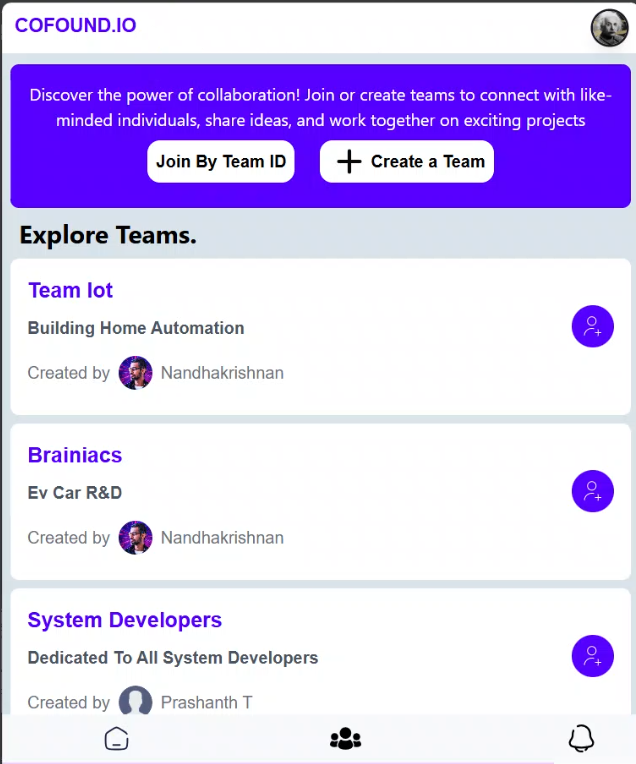 COFOUND.IO
Discover the power of collaboration! Join or create teams to connect with like-
minded individuals, share ideas, and work together on exciting projects
Join By Team ID
Create a Team
Explore Teams.
Team Iot
Building Home Automation
Created by Nandhakrishnan
Brainiacs
Ev Car R&D
Created by Nandhakrishnan
System Developers
Dedicated To All System Developers
Created by Prashanth T